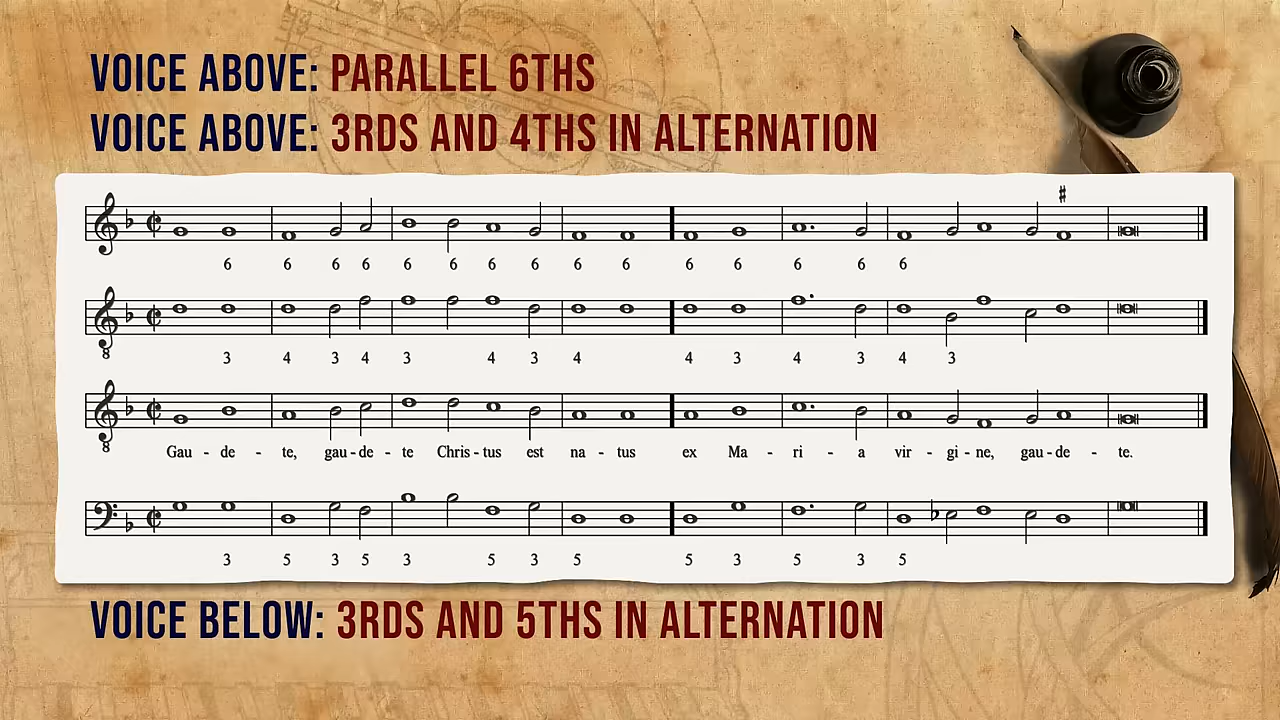 VOICE ABOVE: PARALLEL 6THS
VOICE ABOVE: 3RDS AND 4THS IN ALTERNATION
6 6 6 6 6 6 6 6 6 6 6 6 6 6 6
3 4 3 4 3 4 3 4 4 3 4 3 4 3
8
8
Gau - de - te, gau - de - te Chris - tus est na - tus ex Ma - ri - a vir - gi - ne, gau - de - te.
3 5 3 5 3 5 3 5 5 3 5 3 5
VOICE BELOW: 3RDS AND 5THS IN ALTERNATION